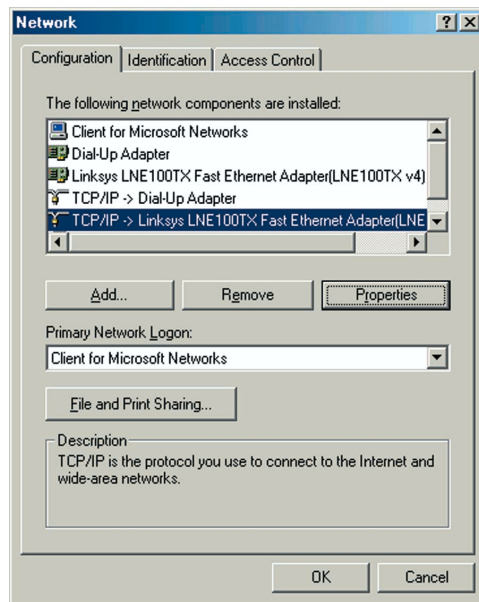 Network
Configuration Identification Access Control
The following network components are installed:
Client for Microsoft Networks
Dial-Up Adapter
Linksys LNE100TX Fast Ethernet Adapter(LNE100TX v4)
TCP/IP -> Dial-Up Adapter
TCP/IP -> Linksys LNE100TX Fast Ethernet Adapter(LNE
Add... Remove Properties
Primary Network Logon:
Client for Microsoft Networks
File and Print Sharing...
Description
TCP/IP is the protocol you use to connect to the Internet and
wide-area networks.
OK Cancel